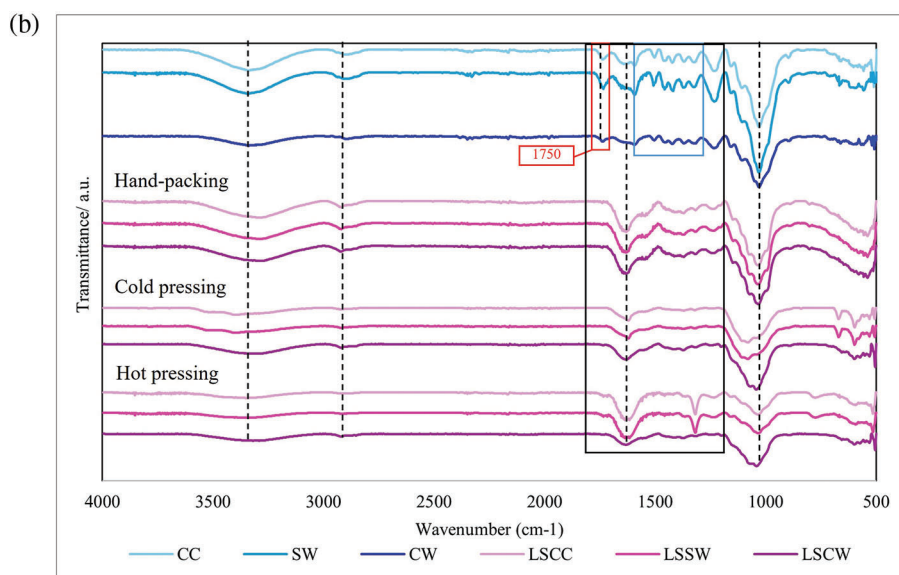 (b)
1750
Hand-packing
Cold pressing
Hot pressing
Transmittance/ a.u.
4000 3500 3000 2500 2000 1500 1000 500
Wavenumber (cm-1)
CC SW CW LSCC LSSW LSCW